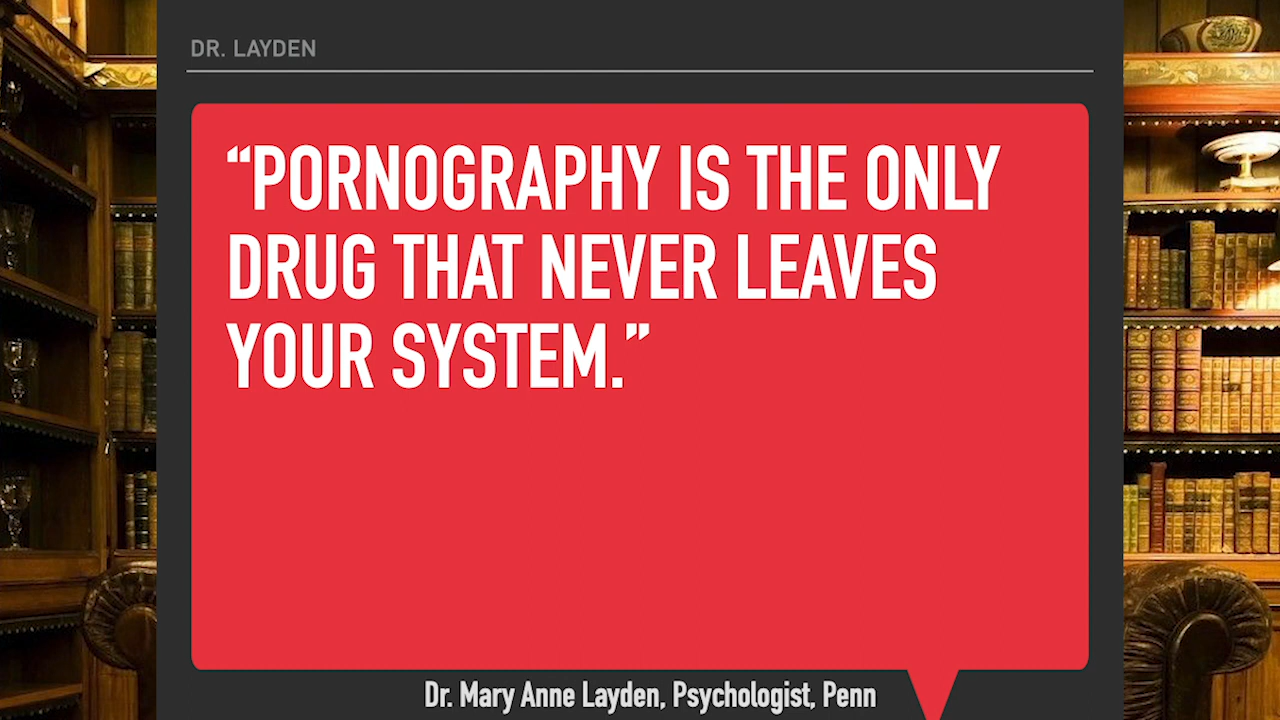 DR. LAYDEN
“PORNOGRAPHY IS THE ONLY
DRUG THAT NEVER LEAVES
YOUR SYSTEM.”
Dr. Mary Anne Layden, Psychologist, Penn